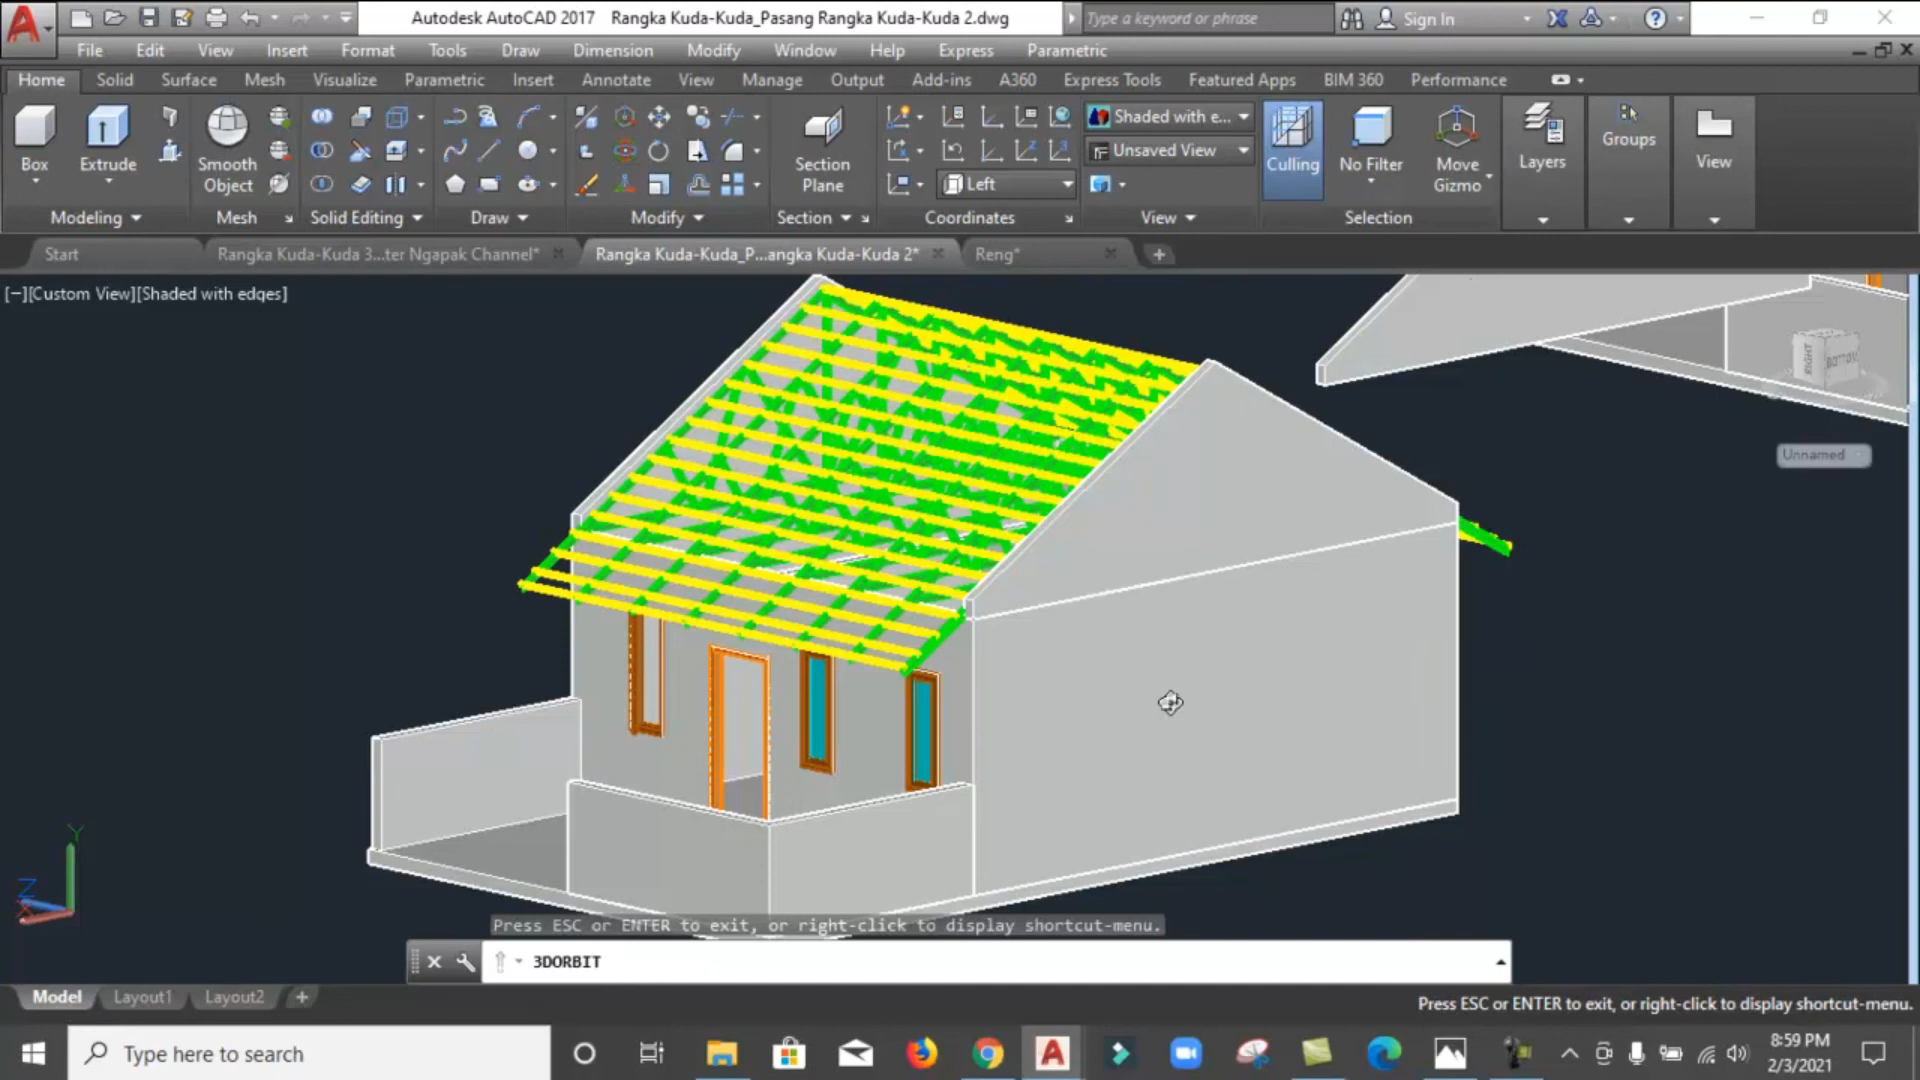 Autodesk AutoCAD 2017 Rangka Kuda-Kuda_Pasang Rangka Kuda-Kuda 2.dwg
Type a keyword or phrase
Sign In
File Edit View Insert Format Tools Draw Dimension Modify Window Help Express Parametric
Home Solid Surface Mesh Visualize Parametric Insert Annotate View Manage Output Add-ins A360 Express Tools Featured Apps BIM 360 Performance
Box
Extrude
Smooth Object
Section Plane
Shaded with e...
Unsaved View
Left
Culling
No Filter
Move Gizmo
Layers
Groups
View
Modeling Mesh Solid Editing Draw Modify Section Coordinates View Selection
Start Rangka Kuda-Kuda 3...ter Ngapak Channel* Rangka Kuda-Kuda_P...angka Kuda-Kuda 2* Reng*
[−][Custom View][Shaded with edges]
RIGHT
BOTTOM
Unnamed
Y
Z
X
Press ESC or ENTER to exit, or right-click to display shortcut-menu.
3DORBIT
Model Layout1 Layout2
Press ESC or ENTER to exit, or right-click to display shortcut-menu.
Type here to search
8:59 PM
2/3/2021